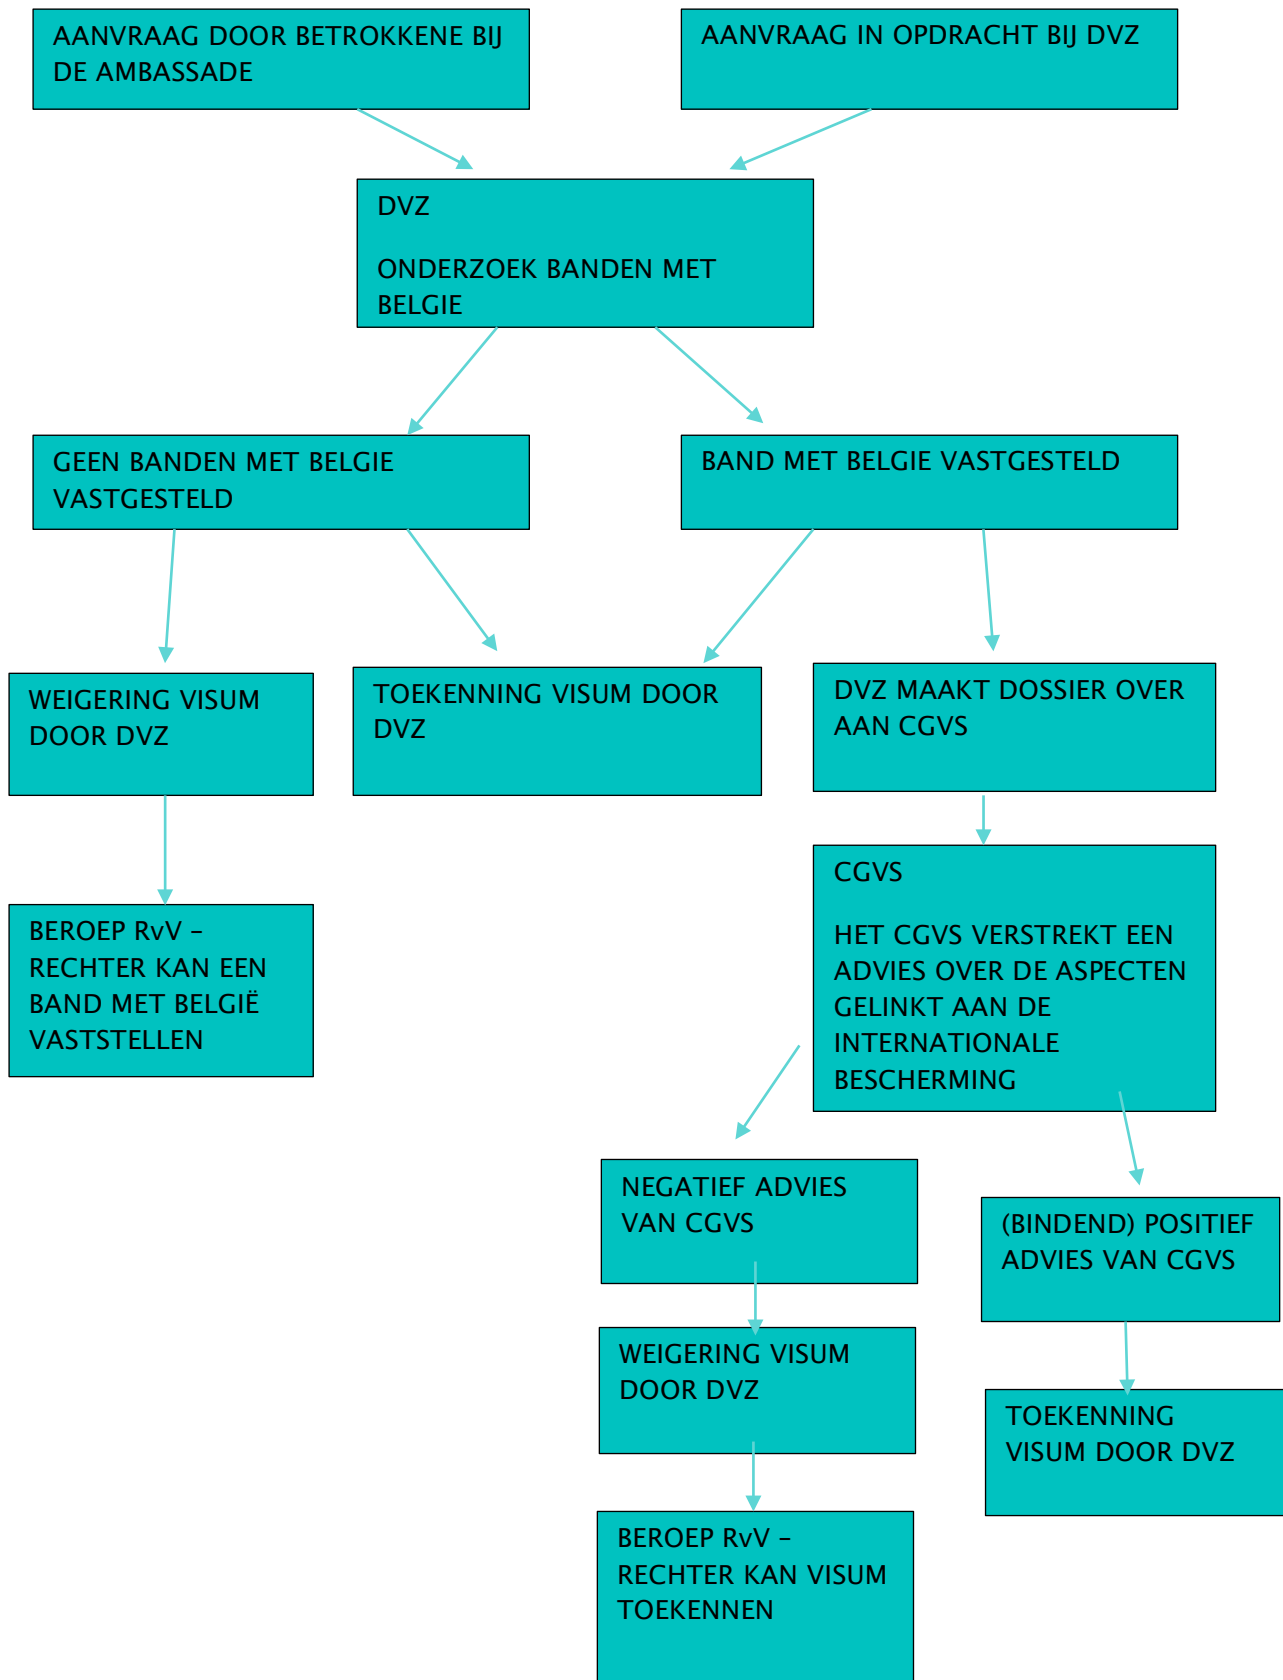 AANVRAAG DOOR BETROKKENE BIJ
DE AMBASSADE
AANVRAAG IN OPDRACHT BIJ DVZ
DVZ
ONDERZOEK BANDEN MET
BELGIE
GEEN BANDEN MET BELGIE
VASTGESTELD
BAND MET BELGIE VASTGESTELD
WEIGERING VISUM
DOOR DVZ
TOEKENNING VISUM DOOR
DVZ
DVZ MAAKT DOSSIER OVER
AAN CGVS
BEROEP RvV –
RECHTER KAN EEN
BAND MET BELGIË
VASTSTELLEN
CGVS
HET CGVS VERSTREKT EEN
ADVIES OVER DE ASPECTEN
GELINKT AAN DE
INTERNATIONALE
BESCHERMING
NEGATIEF ADVIES
VAN CGVS
(BINDEND) POSITIEF
ADVIES VAN CGVS
WEIGERING VISUM
DOOR DVZ
TOEKENNING
VISUM DOOR DVZ
BEROEP RvV –
RECHTER KAN VISUM
TOEKENNEN